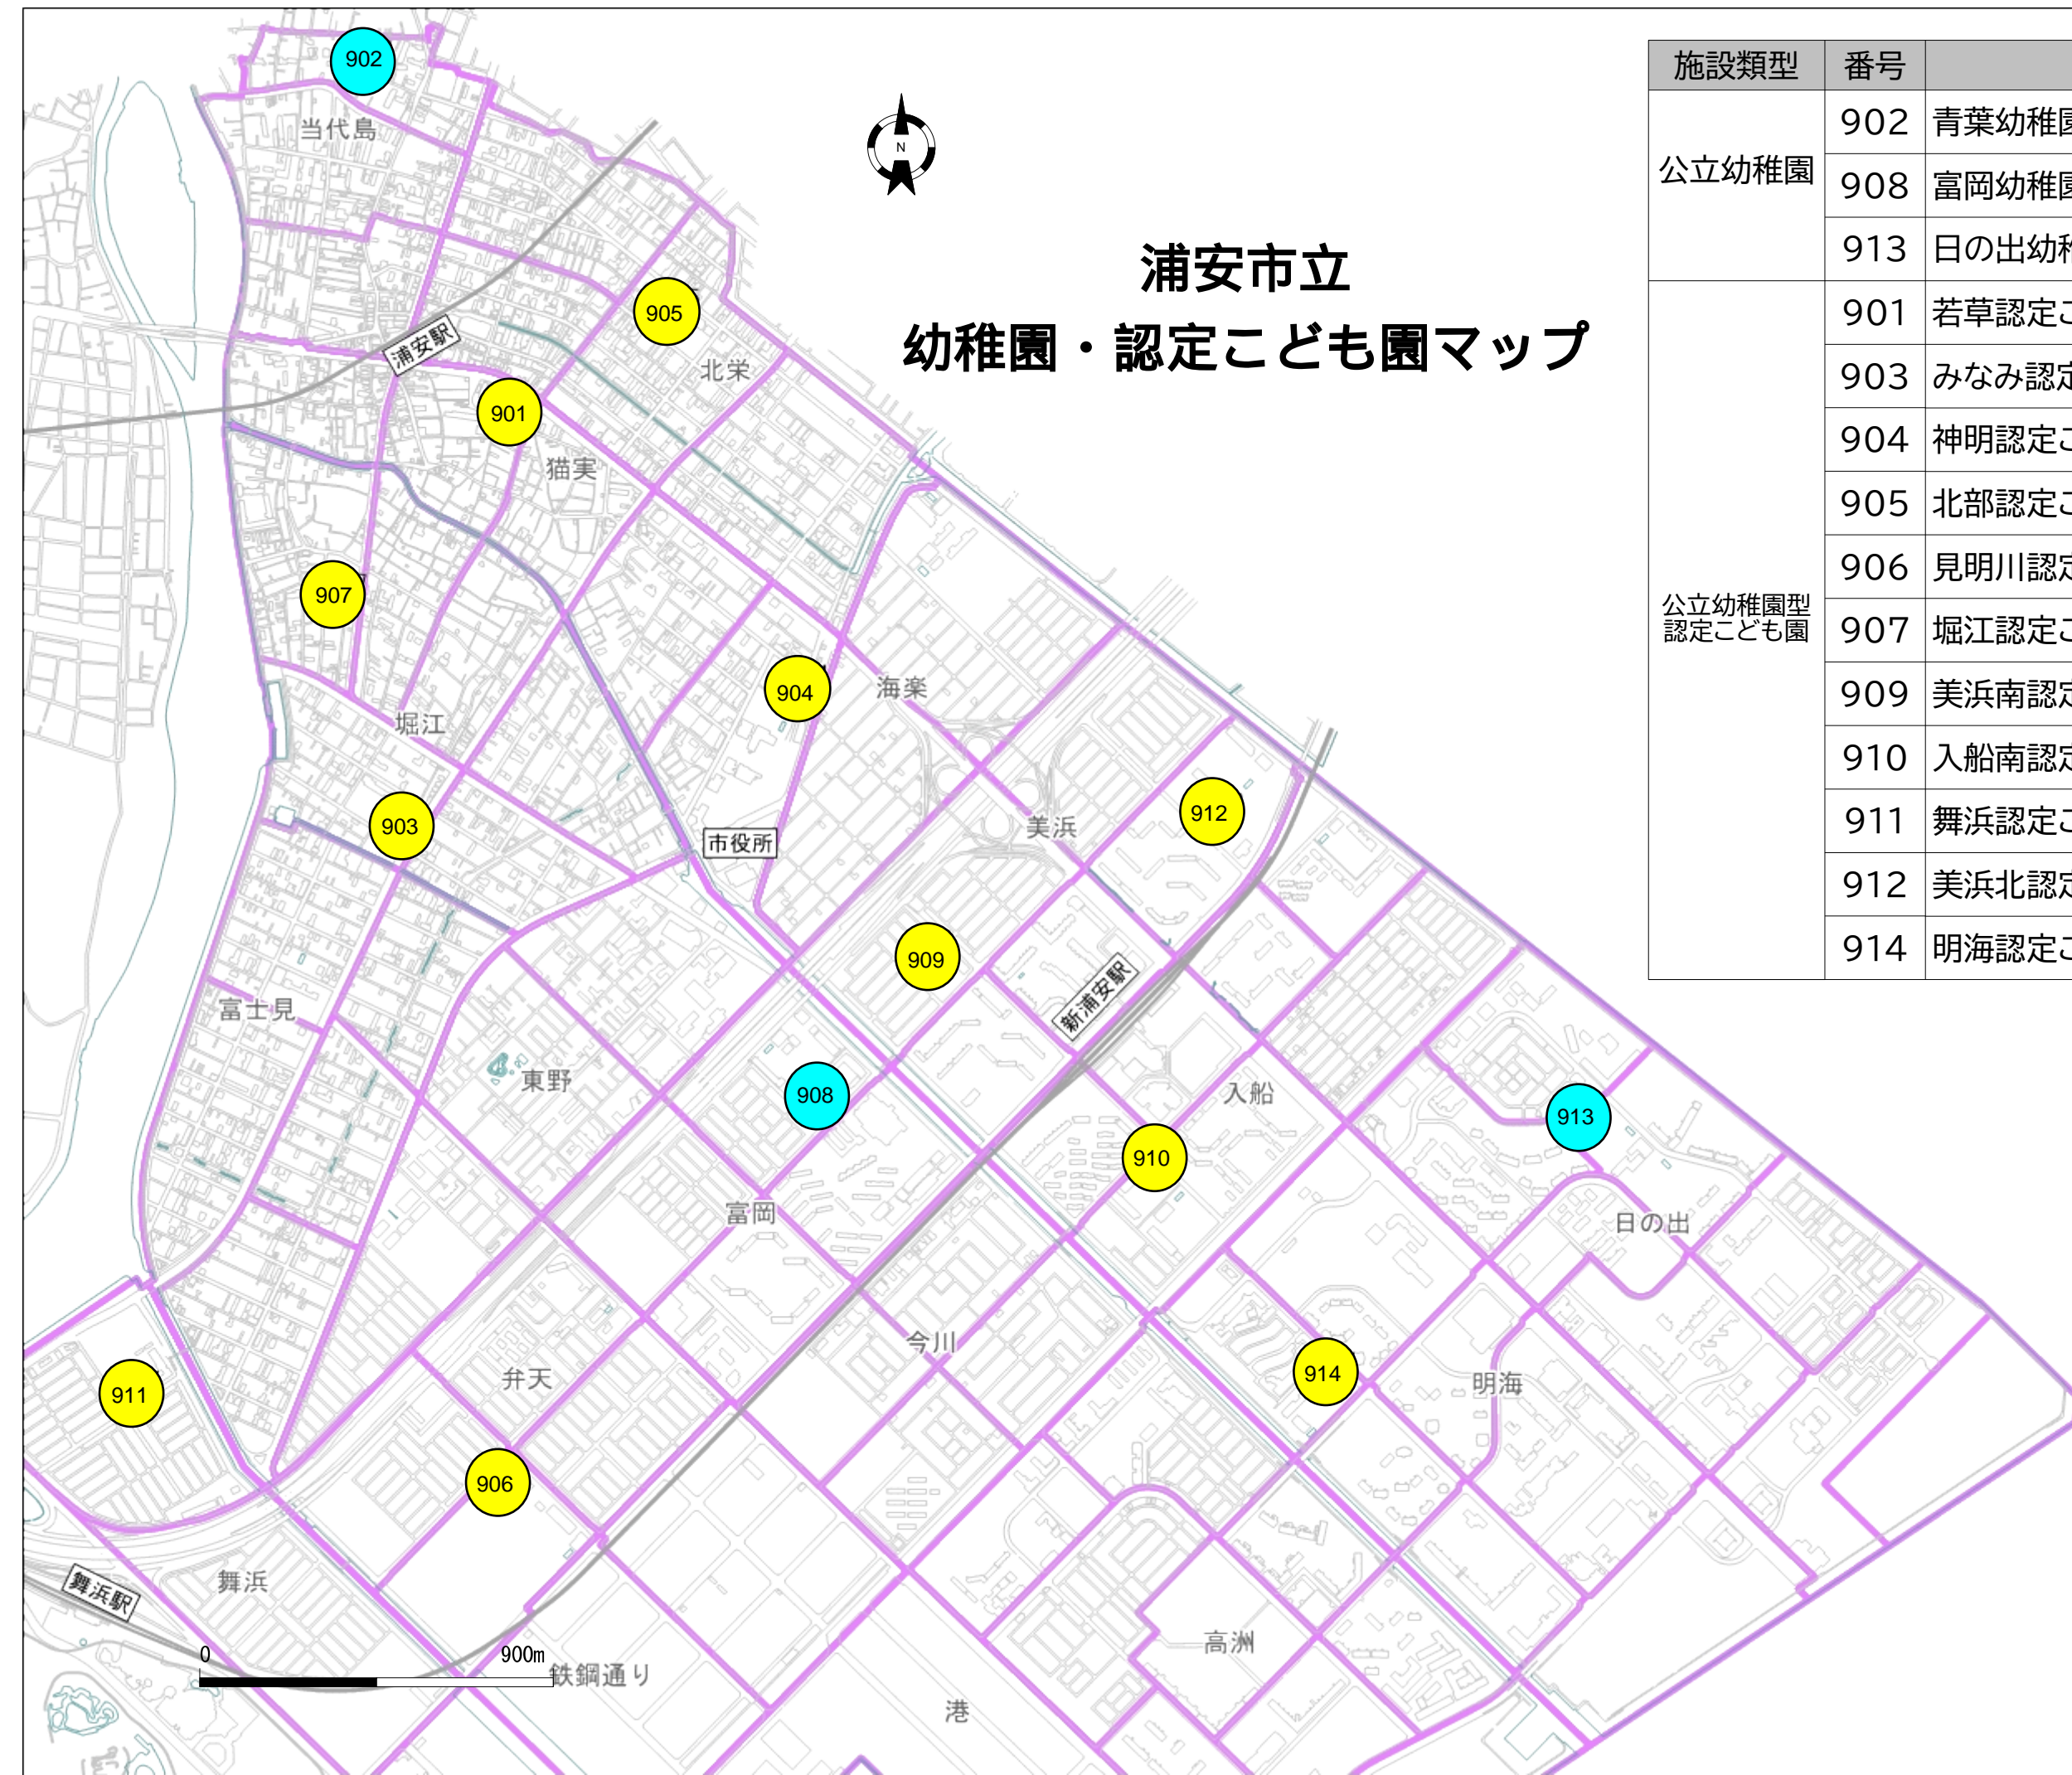 浦安市立
幼稚園・認定こども園マップ
N
902
当代島
905
浦安駅
北栄
901
猫実
907
904
海楽
堀江
903
市役所
912
美浜
909
新浦安駅
富士見
東野
908
入船
913
910
富岡
日の出
今川
914
明海
弁天
911
906
舞浜
舞浜駅
高洲
鉄鋼通り
港
0 900m
施設類型 番号
公立幼稚園
902 青葉幼稚園
908 富岡幼稚園
913 日の出幼稚
公立幼稚園型
認定こども園
901 若草認定こ
903 みなみ認定
904 神明認定こ
905 北部認定こ
906 見明川認定
907 堀江認定こ
909 美浜南認定
910 入船南認定
911 舞浜認定こ
912 美浜北認定
914 明海認定こ